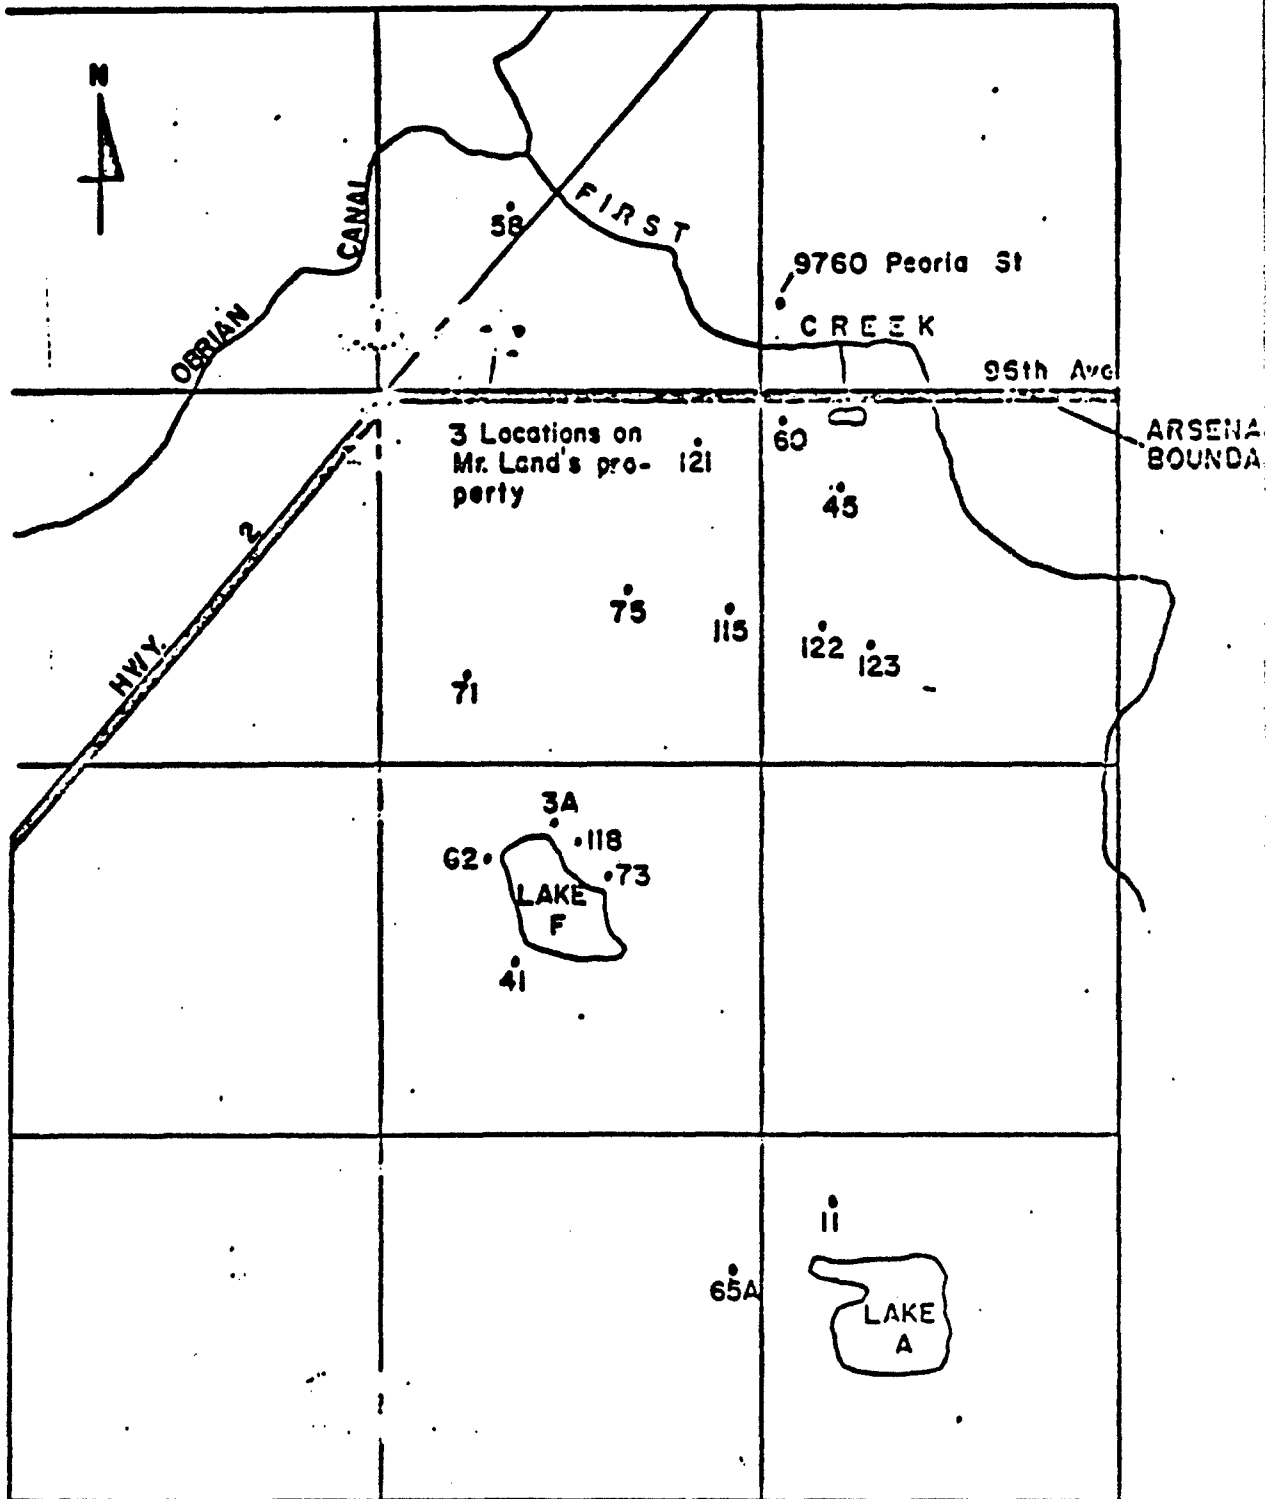 N
CANAL
FIRST
58
9760 Peoria St
OBRIAN
CREEK
96th Ave
3 Locations on
Mr. Land's pro-
perty
121
60
ARSENA
BOUNDA
45
2
HWY.
75
115
122
123
71
3A
118
62
73
LAKE
F
41
11
65A
LAKE
A